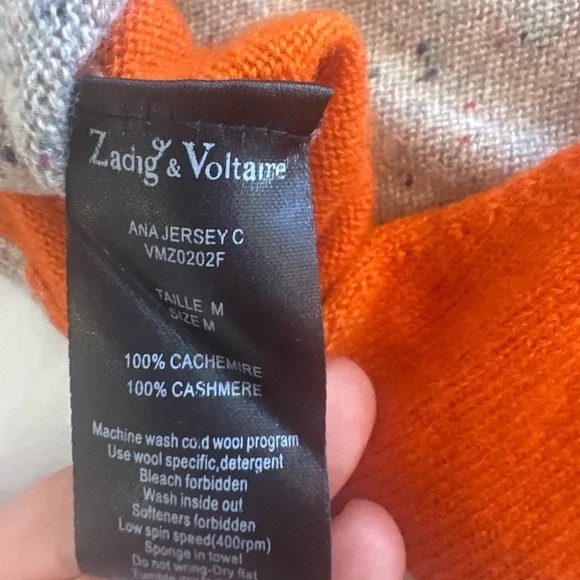 Zadig & Voltaire
ANA JERSEY C
VMZ0202F
TAILLE M
SIZE M
100% CACHEMIRE
100% CASHMERE
Machine wash cold wool program
Use wool specific,detergent
Bleach forbidden
Wash inside out
Softeners forbidden
Low spin speed(400rpm)
Sponge in towel
Do not wring-Dry flat
Tumble